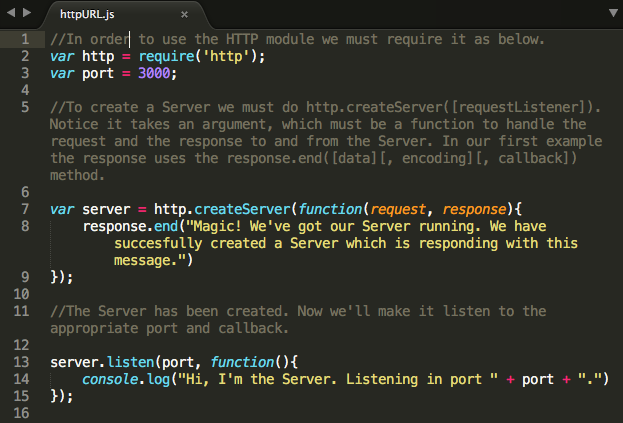 httpURL.js ×
1 //In order to use the HTTP module we must require it as below.
2 var http = require('http');
3 var port = 3000;
4
5 //To create a Server we must do http.createServer([requestListener]).
Notice it takes an argument, which must be a function to handle the
request and the response to and from the Server. In our first example
the response uses the response.end([data][, encoding][, callback])
method.
6
7 var server = http.createServer(function(request, response){
8 response.end("Magic! We've got our Server running. We have
succesfully created a Server which is responding with this
message.")
9 });
10
11 //The Server has been created. Now we'll make it listen to the
appropriate port and callback.
12
13 server.listen(port, function(){
14 console.log("Hi, I'm the Server. Listening in port " + port + ".")
15 });
16